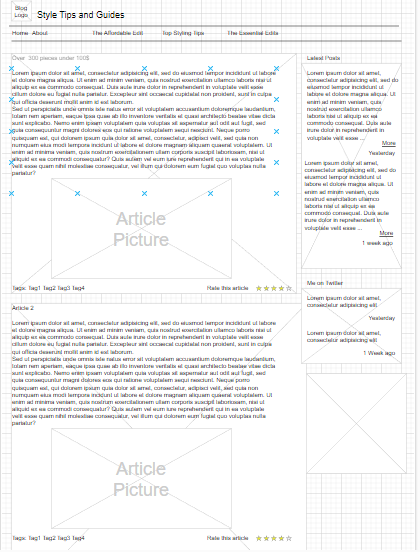 Blog
Logo
Style Tips and Guides
Home About The Affordable Edit Top Styling Tips The Essential Edits
Over 300 pieces under 100$
Lorem ipsum dolor sit amet, consectetur adipisicing elit, sed do eiusmod tempor incididunt ut labore
et dolore magna aliqua. Ut enim ad minim veniam, quis nostrud exercitation ullamco laboris nisi ut
aliquip ex ea commodo consequat. Duis aute irure dolor in reprehenderit in voluptate velit esse
cillum dolore eu fugiat nulla pariatur. Excepteur sint occaecat cupidatat non proident, sunt in culpa
qui officia deserunt mollit anim id est laborum.
Sed ut perspiciatis unde omnis iste natus error sit voluptatem accusantium doloremque laudantium,
totam rem aperiam, eaque ipsa quae ab illo inventore veritatis et quasi architecto beatae vitae dicta
sunt explicabo. Nemo enim ipsam voluptatem quia voluptas sit aspernatur aut odit aut fugit, sed
quia consequuntur magni dolores eos qui ratione voluptatem sequi nesciunt. Neque porro
quisquam est, qui dolorem ipsum quia dolor sit amet, consectetur, adipisci velit, sed quia non
numquam eius modi tempora incidunt ut labore et dolore magnam aliquam quaerat voluptatem. Ut
enim ad minima veniam, quis nostrum exercitationem ullam corporis suscipit laboriosam, nisi ut
aliquid ex ea commodi consequatur? Quis autem vel eum iure reprehenderit qui in ea voluptate
velit esse quam nihil molestiae consequatur, vel illum qui dolorem eum fugiat quo voluptas nulla
pariatur?
Article
Picture
Tags: Tag1 Tag2 Tag3 Tag4 Rate this article
Article 2
Lorem ipsum dolor sit amet, consectetur adipisicing elit, sed do eiusmod tempor incididunt ut labore
et dolore magna aliqua. Ut enim ad minim veniam, quis nostrud exercitation ullamco laboris nisi ut
aliquip ex ea commodo consequat. Duis aute irure dolor in reprehenderit in voluptate velit esse
cillum dolore eu fugiat nulla pariatur. Excepteur sint occaecat cupidatat non proident, sunt in culpa
qui officia deserunt mollit anim id est laborum.
Sed ut perspiciatis unde omnis iste natus error sit voluptatem accusantium doloremque laudantium,
totam rem aperiam, eaque ipsa quae ab illo inventore veritatis et quasi architecto beatae vitae dicta
sunt explicabo. Nemo enim ipsam voluptatem quia voluptas sit aspernatur aut odit aut fugit, sed
quia consequuntur magni dolores eos qui ratione voluptatem sequi nesciunt. Neque porro
quisquam est, qui dolorem ipsum quia dolor sit amet, consectetur, adipisci velit, sed quia non
numquam eius modi tempora incidunt ut labore et dolore magnam aliquam quaerat voluptatem. Ut
enim ad minima veniam, quis nostrum exercitationem ullam corporis suscipit laboriosam, nisi ut
aliquid ex ea commodi consequatur? Quis autem vel eum iure reprehenderit qui in ea voluptate
velit esse quam nihil molestiae consequatur, vel illum qui dolorem eum fugiat quo voluptas nulla
pariatur?
Article
Picture
Tags: Tag1 Tag2 Tag3 Tag4 Rate this article
Latest Posts
Lorem ipsum dolor sit amet,
consectetur adipisicing elit, sed do
eiusmod tempor incididunt ut labore
et dolore magna aliqua. Ut enim ad
minim veniam, quis nostrud
exercitation ullamco laboris nisi ut
aliquip ex ea commodo consequat.
Duis aute irure dolor in
reprehenderit in voluptate
velit esse ...
More
Yesterday
Lorem ipsum dolor sit amet,
consectetur adipisicing elit, sed do
eiusmod tempor incididunt ut
labore et dolore magna aliqua. Ut
enim ad minim veniam, quis
nostrud exercitation ullamco
laboris nisi ut aliquip ex ea
commodo consequat. Duis aute
irure dolor in reprehenderit in
voluptate velit esse ...
More
1 week ago
Me on Twitter
Lorem ipsum dolor sit amet,
consectetur adipisicing elit.
Yesterday
Lorem ipsum dolor sit amet,
consectetur adipisicing elit
1 Week ago